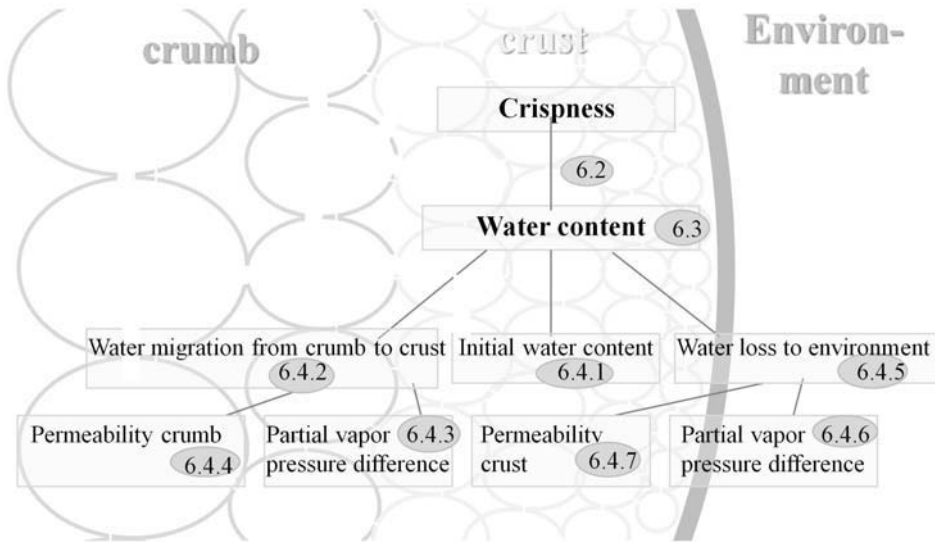 crumb
crust
Environ-
ment
Crispness
6.2
Water content
6.3
Water migration from crumb to crust
6.4.2
Initial water content
6.4.1
Water loss to environment
6.4.5
Permeability crumb
6.4.4
Partial vapor
pressure difference
6.4.3
Permeability
crust
6.4.7
Partial vapor
pressure difference
6.4.6